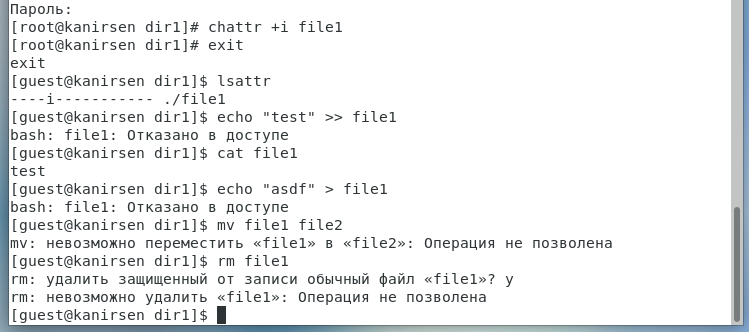 Пароль:
[root@kanirsen dir1]# chattr +i file1
[root@kanirsen dir1]# exit
exit
[guest@kanirsen dir1]$ lsattr
----i----------- ./file1
[guest@kanirsen dir1]$ echo "test" >> file1
bash: file1: Отказано в доступе
[guest@kanirsen dir1]$ cat file1
test
[guest@kanirsen dir1]$ echo "asdf" > file1
bash: file1: Отказано в доступе
[guest@kanirsen dir1]$ mv file1 file2
mv: невозможно переместить «file1» в «file2»: Операция не позволена
[guest@kanirsen dir1]$ rm file1
rm: удалить защищенный от записи обычный файл «file1»? y
rm: невозможно удалить «file1»: Операция не позволена
[guest@kanirsen dir1]$